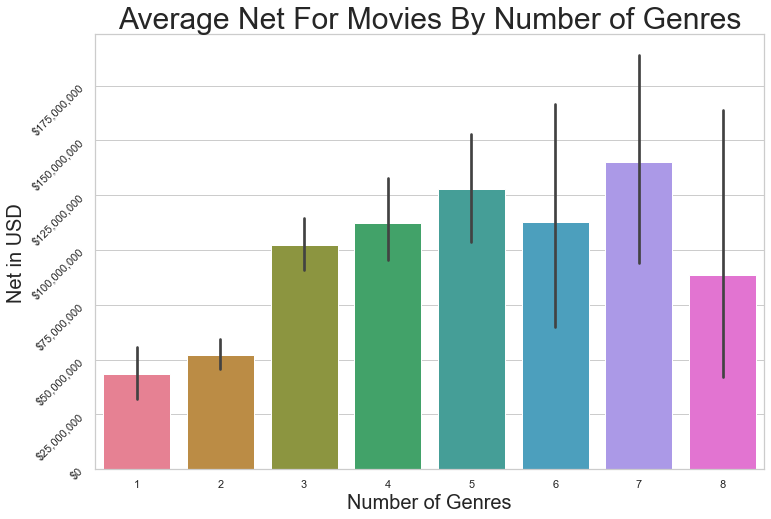 Average Net For Movies By Number of Genres
Net in USD
$175,000,000
$150,000,000
$125,000,000
$100,000,000
$75,000,000
$50,000,000
$25,000,000
$0
1 2 3 4 5 6 7 8
Number of Genres